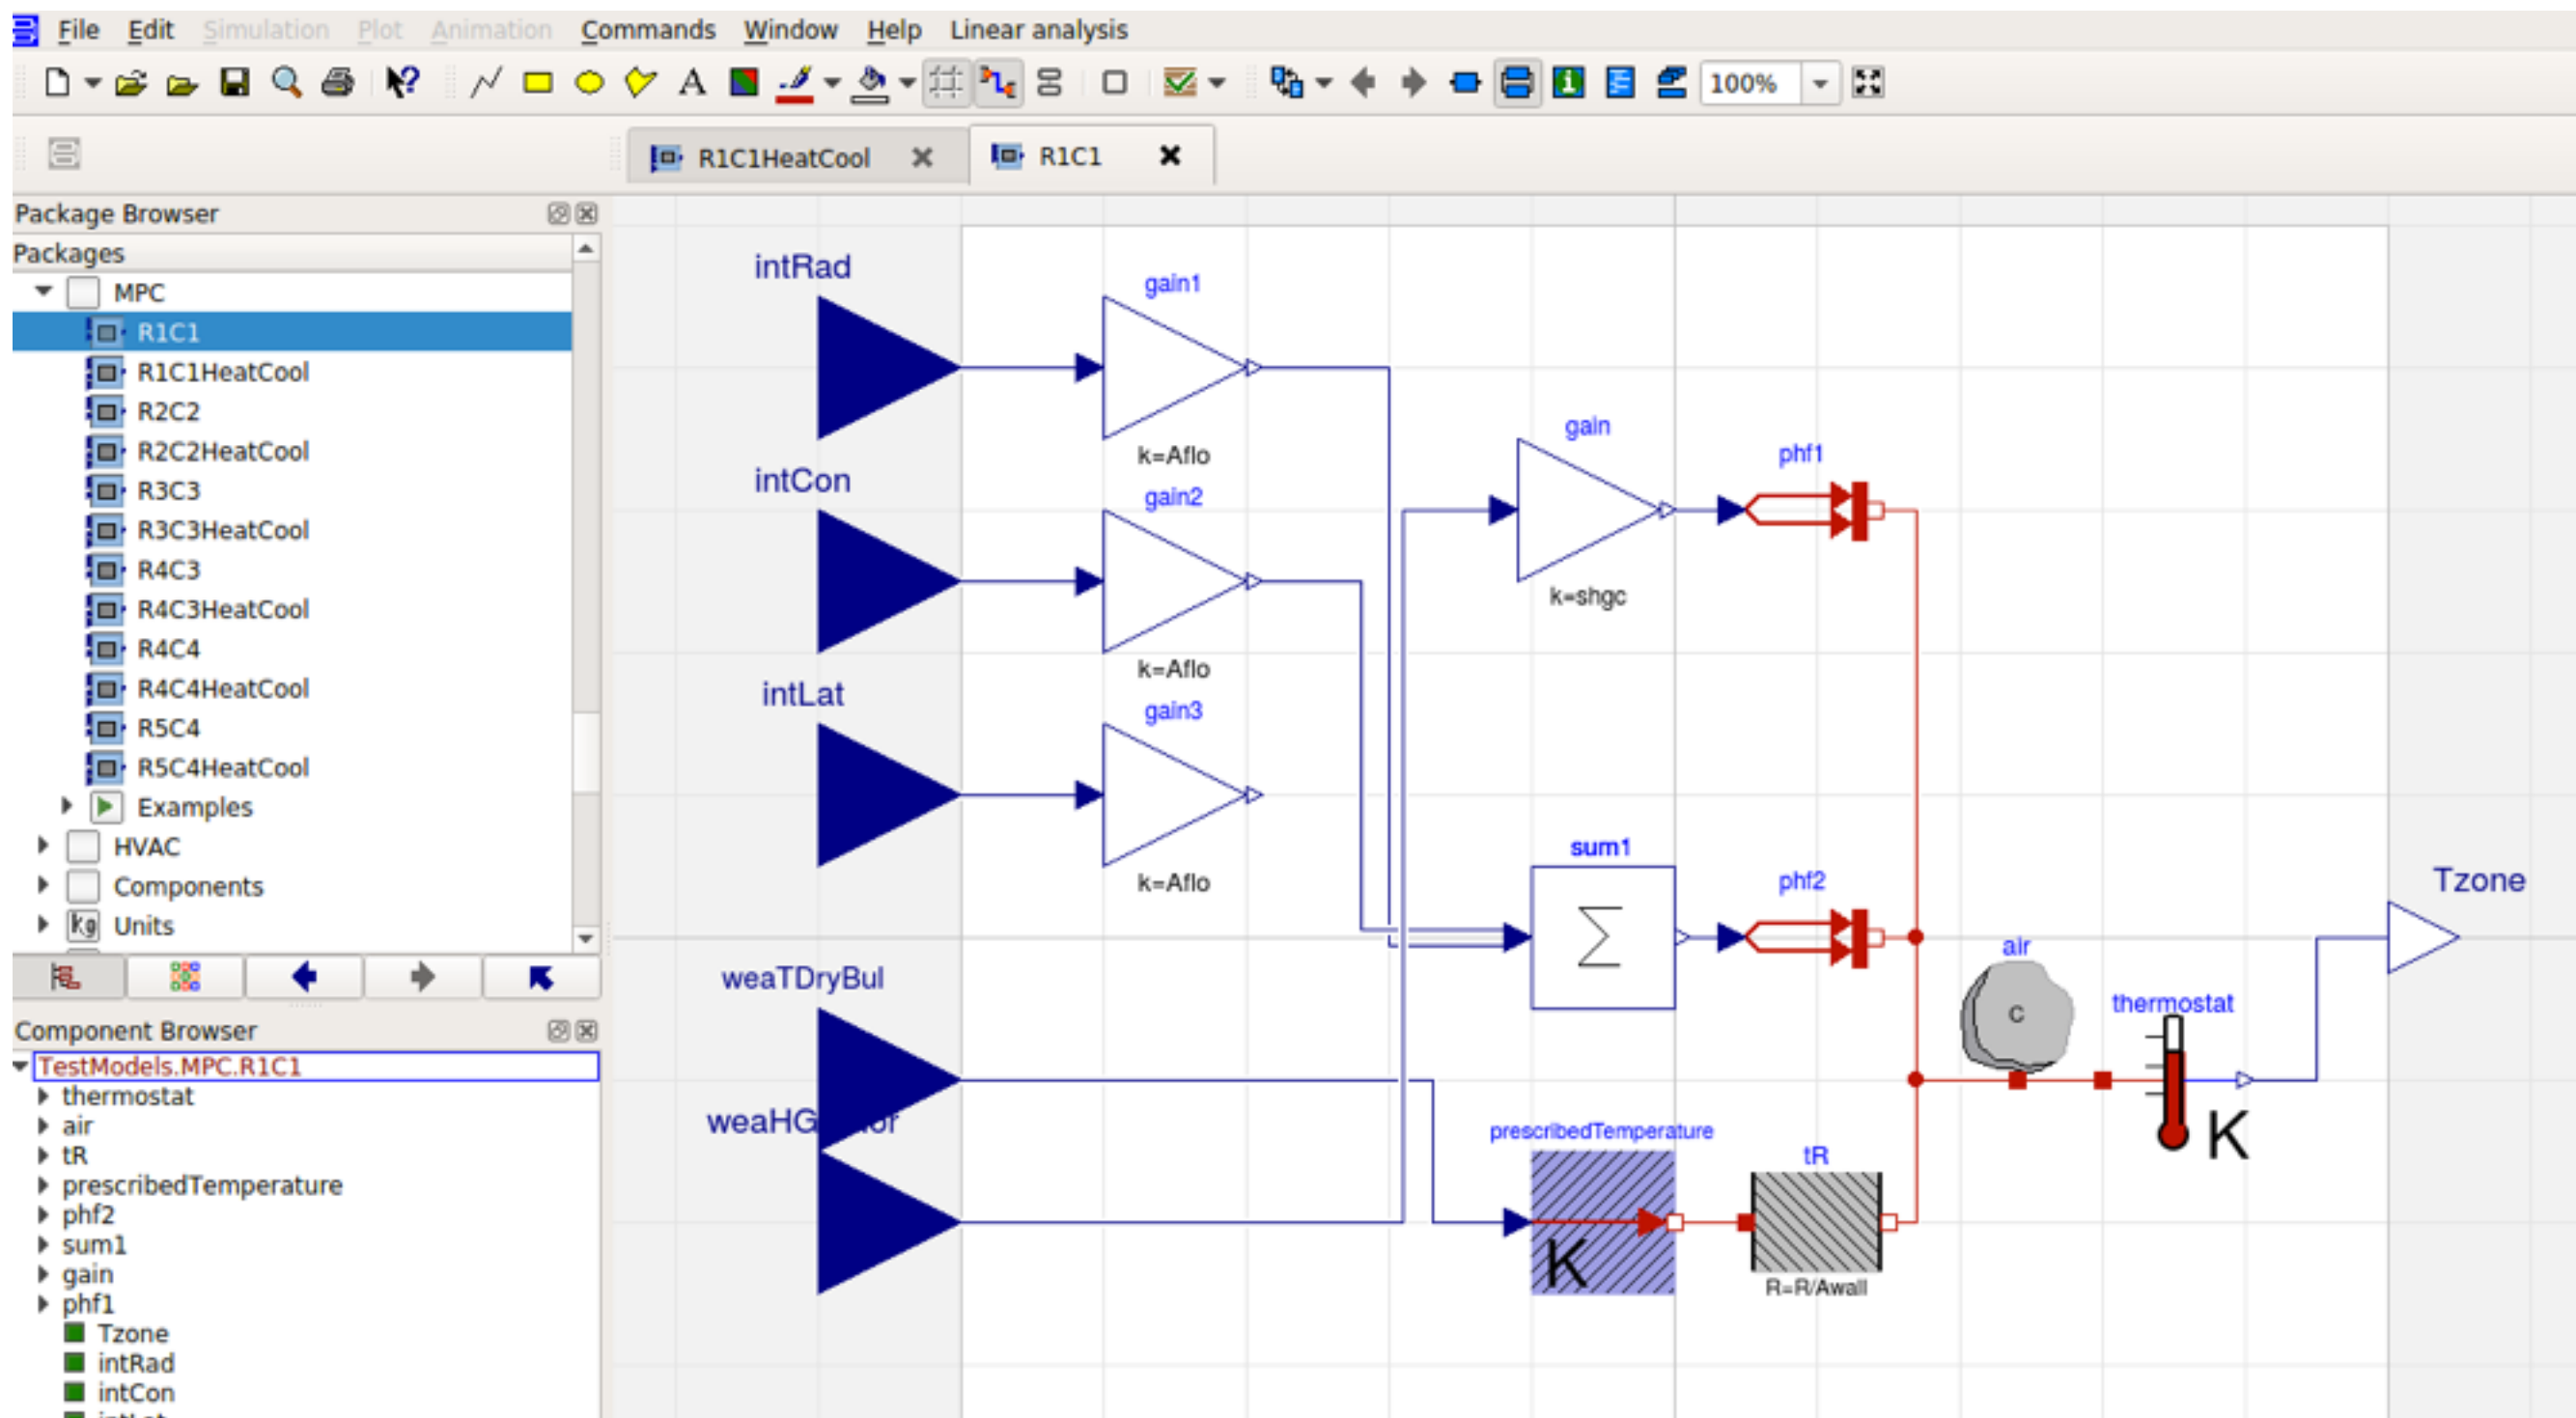 File Edit Simulation Plot Animation Commands Window Help Linear analysis
A 100%
R1C1HeatCool R1C1
Package Browser
Packages
MPC
R1C1
R1C1HeatCool
R2C2
R2C2HeatCool
R3C3
R3C3HeatCool
R4C3
R4C3HeatCool
R4C4
R4C4HeatCool
R5C4
R5C4HeatCool
Examples
HVAC
Components
kg Units
Component Browser
TestModels.MPC.R1C1
thermostat
air
tR
prescribedTemperature
phf2
sum1
gain
phf1
Tzone
intRad
intCon
intRad
gain1
k=Aflo
intCon
gain2
k=Aflo
intLat
gain3
k=Aflo
gain
k=shgc
phf1
sum1
Σ
phf2
weaTDryBul
prescribedTemperature
K
tR
R=R/Awall
air
C
thermostat
K
Tzone